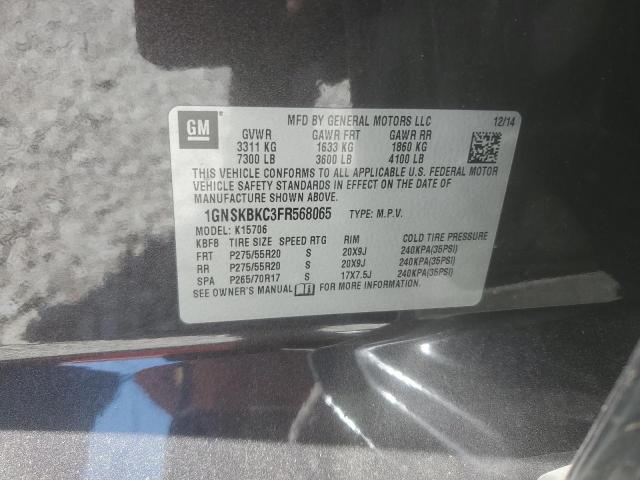 GM
MFD BY GENERAL MOTORS LLC 12/14
GVWR GAWR FRT GAWR RR
3311 KG 1633 KG 1860 KG
7300 LB 3600 LB 4100 LB
THIS VEHICLE CONFORMS TO ALL APPLICABLE U.S. FEDERAL MOTOR
VEHICLE SAFETY STANDARDS IN EFFECT ON THE DATE OF
MANUFACTURE SHOWN ABOVE.
1GNSKBKC3FR568065 TYPE: M.P.V.
MODEL: K15706
KBFB TIRE SIZE SPEED RTG RIM COLD TIRE PRESSURE
FRT P275/55R20 S 20X9J 240KPA(35PSI)
RR P275/55R20 S 20X9J 240KPA(35PSI)
SPA P265/70R17 S 17X7.5J 240KPA(35PSI)
SEE OWNER'S MANUAL FOR MORE INFORMATION.